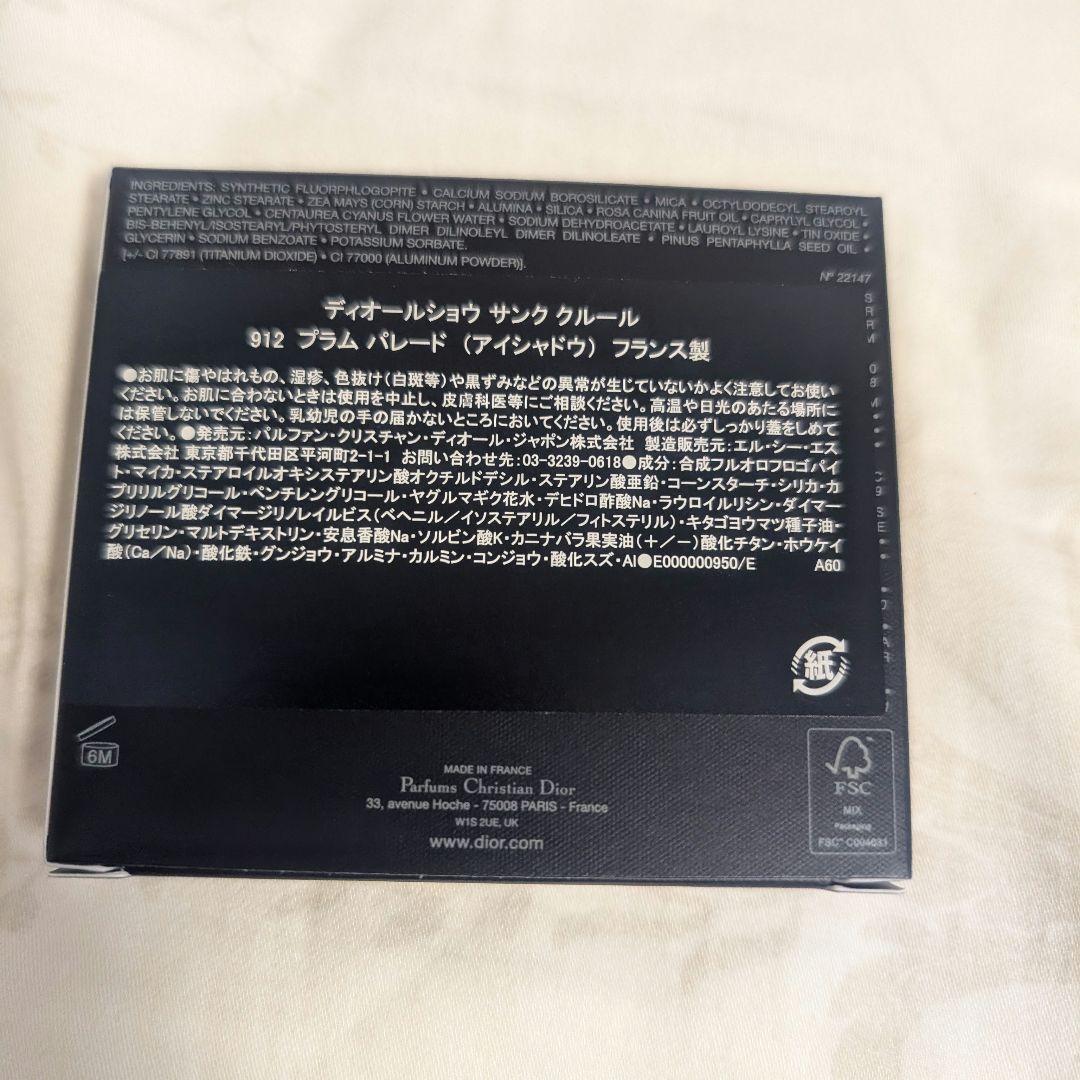 INGREDIENTS: SYNTHETIC FLUORPHLOGOPITE • CALCIUM SODIUM BOROSILICATE • MICA • OCTYLDODECYL STEAROYL
STEARATE • ZINC STEARATE • ZEA MAYS (CORN) STARCH • ALUMINA • SILICA • ROSA CANINA FRUIT OIL • CAPRYLYL GLYCOL •
PENTYLENE GLYCOL • CENTAUREA CYANUS FLOWER WATER • SODIUM DEHYDROACETATE • LAUROYL LYSINE • TIN OXIDE •
BIS-BEHENYL/ISOSTEARYL/PHYTOSTERYL DIMER DILINOLEYL DIMER DILINOLEATE • PINUS PENTAPHYLLA SEED OIL •
GLYCERIN • SODIUM BENZOATE • POTASSIUM SORBATE.
[+/- CI 77891 (TITANIUM DIOXIDE) • CI 77000 (ALUMINUM POWDER)].
N° 22147
ディオールショウ サンク クルール
912 プラム パレード (アイシャドウ) フランス製
●お肌に傷やはれもの、湿疹、色抜け(白斑等)や黒ずみなどの異常が生じていないかよく注意してお使い
ください。お肌に合わないときは使用を中止し、皮膚科医等にご相談ください。高温や日光のあたる場所に
は保管しないでください。乳幼児の手の届かないところにおいてください。使用後は必ずしっかり蓋をしめて
ください。●発売元:パルファン・クリスチャン・ディオール・ジャポン株式会社 製造販売元:エル・シー・エス
株式会社 東京都千代田区平河町2-1-1 お問い合わせ先:03-3239-0618●成分:合成フルオロフロゴパイ
ト・マイカ・ステアロイルオキシステアリン酸オクチルドデシル・ステアリン酸亜鉛・コーンスターチ・シリカ・カ
プリリルグリコール・ペンチレングリコール・ヤグルマギク花水・デヒドロ酢酸Na・ラウロイルリシン・ダイマー
ジリノール酸ダイマージリノレイルビス(ベヘニル/イソステアリル/フィトステリル)・キタゴヨウマツ種子油・
グリセリン・マルトデキストリン・安息香酸Na・ソルビン酸K・カニナバラ果実油(+/-)酸化チタン・ホウケイ
酸(Ca/Na)・酸化鉄・グンジョウ・アルミナ・カルミン・コンジョウ・酸化スズ・Al●E000000950/E A60
紙
6M
MADE IN FRANCE
Parfums Christian Dior
33, avenue Hoche - 75008 PARIS - France
W1S 2UE, UK
www.dior.com
FSC
MIX
Packaging
FSC™ C004031